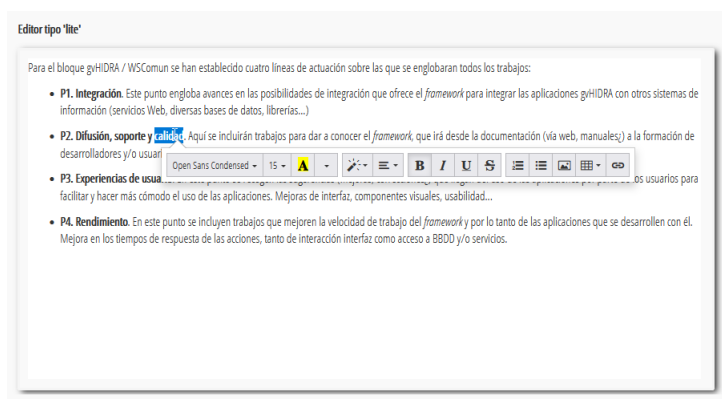 Editor tipo 'lite'
Para el bloque gvHIDRA / WSComun se han establecido cuatro líneas de actuación sobre las que se englobaran todos los trabajos:
• P1. Integración. Este punto engloba avances en las posibilidades de integración que ofrece el framework para integrar las aplicaciones gvHIDRA con otros sistemas de
información (servicios Web, diversas bases de datos, librerías...)
• P2. Difusión, soporte y calidad. Aquí se incluirán trabajos para dar a conocer el framework, que irá desde la documentación (vía web, manuales¿) a la formación de
desarrolladores y/o usuar
Open Sans Condensed 15 A B I U S
• P3. Experiencias de usua
os usuarios para
facilitar y hacer más cómodo el uso de las aplicaciones. Mejoras de interfaz, componentes visuales, usabilidad...
• P4. Rendimiento. En este punto se incluyen trabajos que mejoren la velocidad de trabajo del framework y por lo tanto de las aplicaciones que se desarrollen con él.
Mejora en los tiempos de respuesta de las acciones, tanto de interacción interfaz como acceso a BBDD y/o servicios.